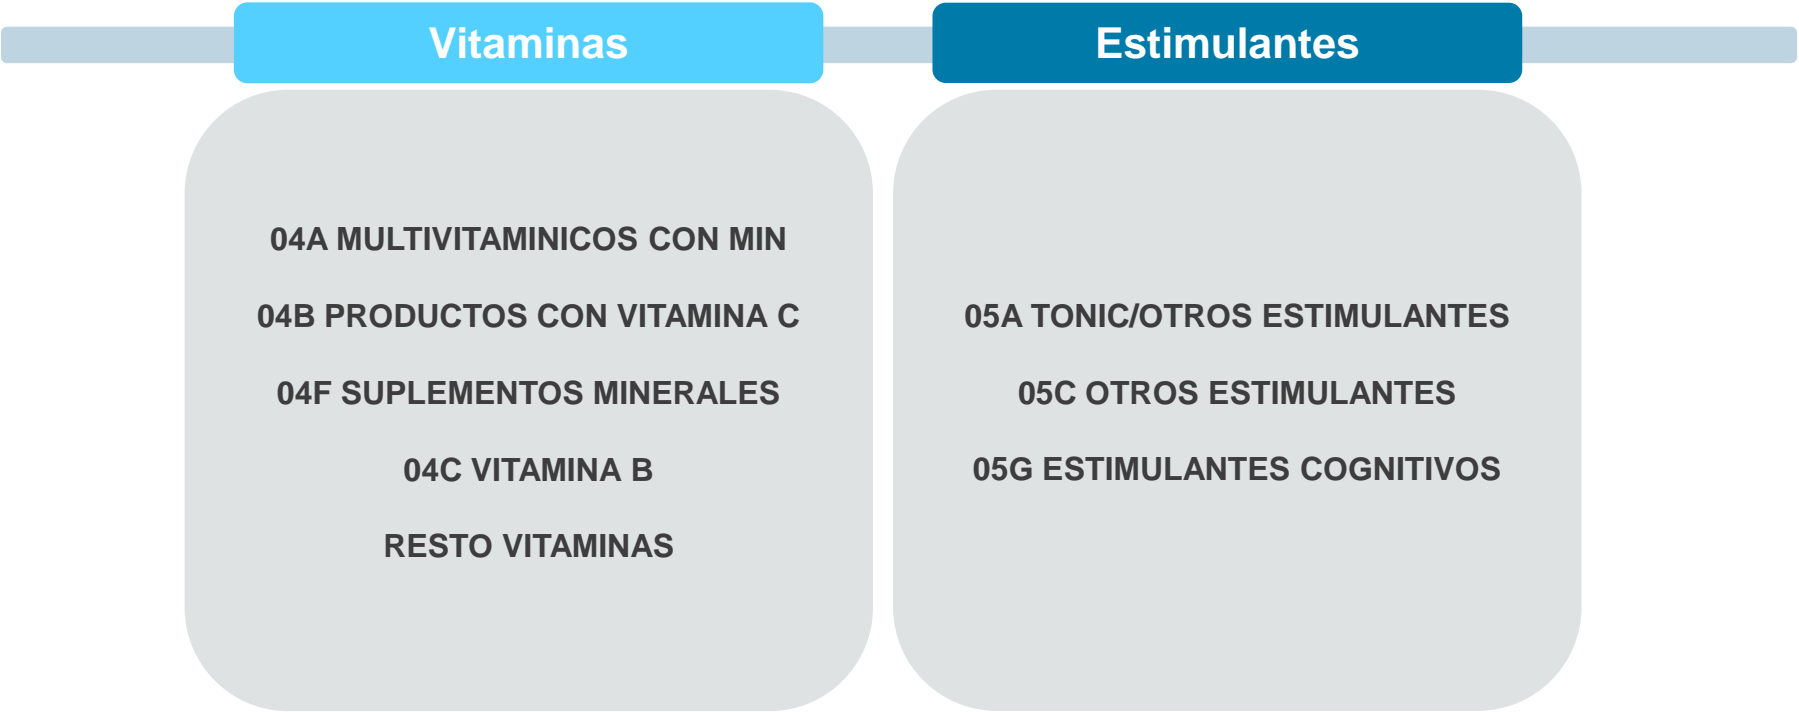 Vitaminas
04A MULTIVITAMINICOS CON MIN
04B PRODUCTOS CON VITAMINA C
04F SUPLEMENTOS MINERALES
04C VITAMINA B
RESTO VITAMINAS
Estimulantes
05A TONIC/OTROS ESTIMULANTES
05C OTROS ESTIMULANTES
05G ESTIMULANTES COGNITIVOS